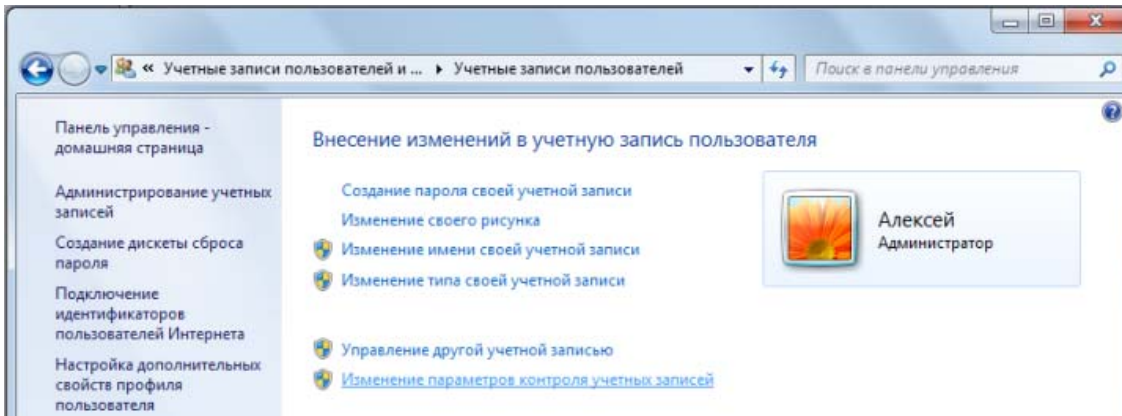 « Учетные записи пользователей и ... ▸ Учетные записи пользователей
Поиск в панели управления
Панель управления -
домашняя страница
Администрирование учетных
записей
Создание дискеты сброса
пароля
Подключение
идентификаторов
пользователей Интернета
Настройка дополнительных
свойств профиля
пользователя
Внесение изменений в учетную запись пользователя
Создание пароля своей учетной записи
Изменение своего рисунка
Изменение имени своей учетной записи
Изменение типа своей учетной записи
Управление другой учетной записью
Изменение параметров контроля учетных записей
Алексей
Администратор